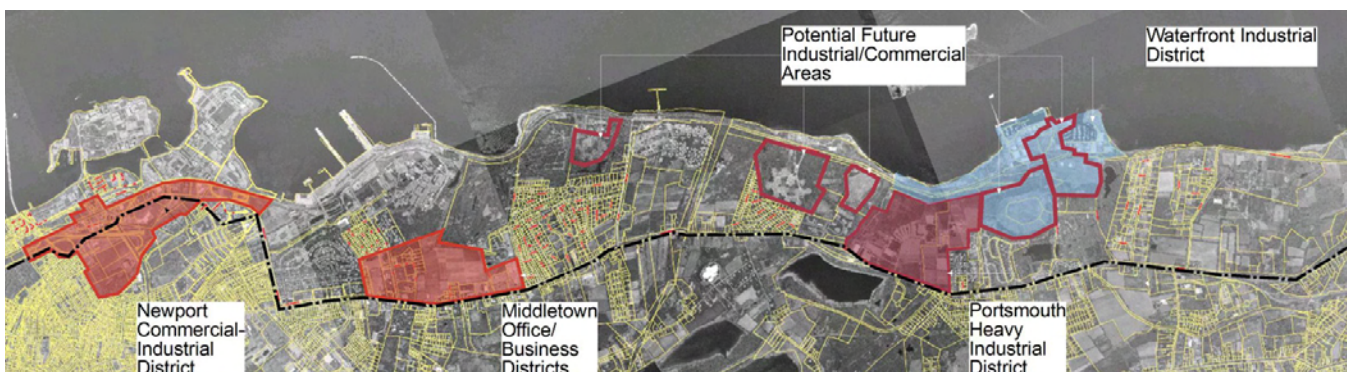 Potential Future
Industrial/Commercial
Areas
Waterfront Industrial
District
Newport
Commercial-
Industrial
District
Middletown
Office/
Business
Districts
Portsmouth
Heavy
Industrial
District